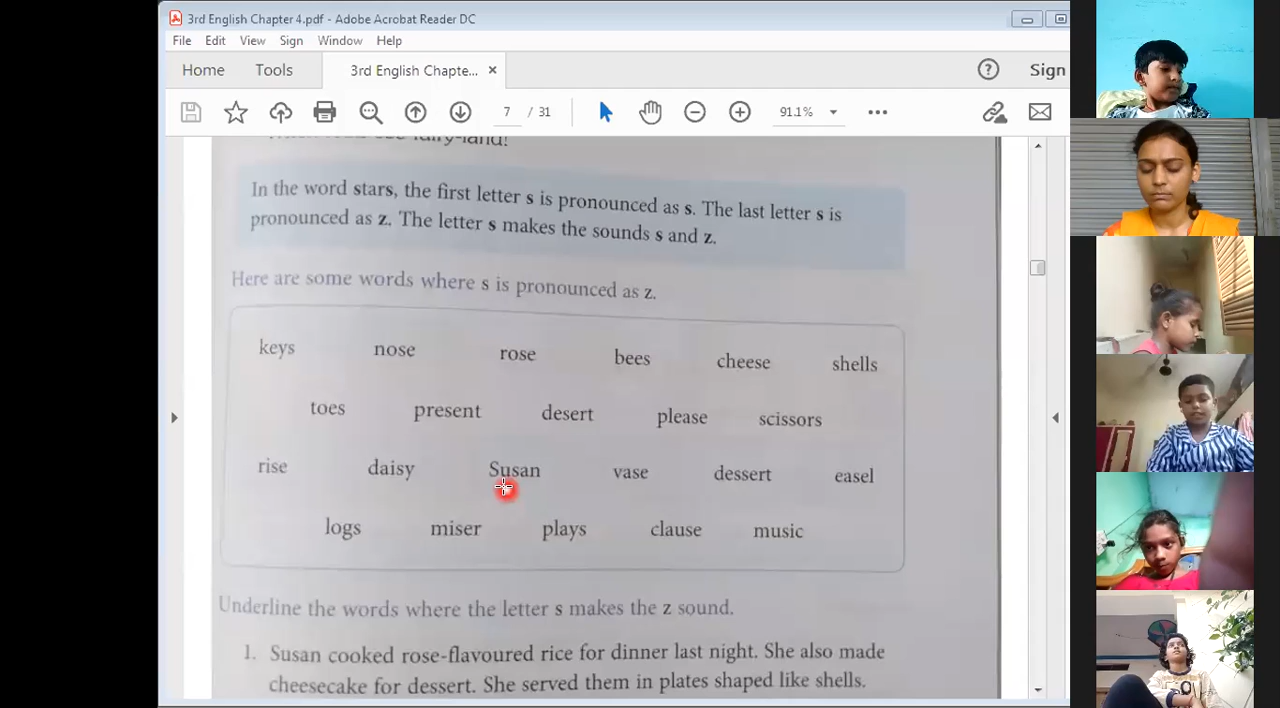 3rd English Chapter 4.pdf - Adobe Acrobat Reader DC
File Edit View Sign Window Help
Home Tools 3rd English Chapte... × Sign
7 / 31 91.1%
fairy-land!
In the word stars, the first letter s is pronounced as s. The last letter s is
pronounced as z. The letter s makes the sounds s and z.
Here are some words where s is pronounced as z.
keys nose rose bees cheese shells
toes present desert please scissors
rise daisy Susan vase dessert easel
logs miser plays clause music
Underline the words where the letter s makes the z sound.
1. Susan cooked rose-flavoured rice for dinner last night. She also made
cheesecake for dessert. She served them in plates shaped like shells.